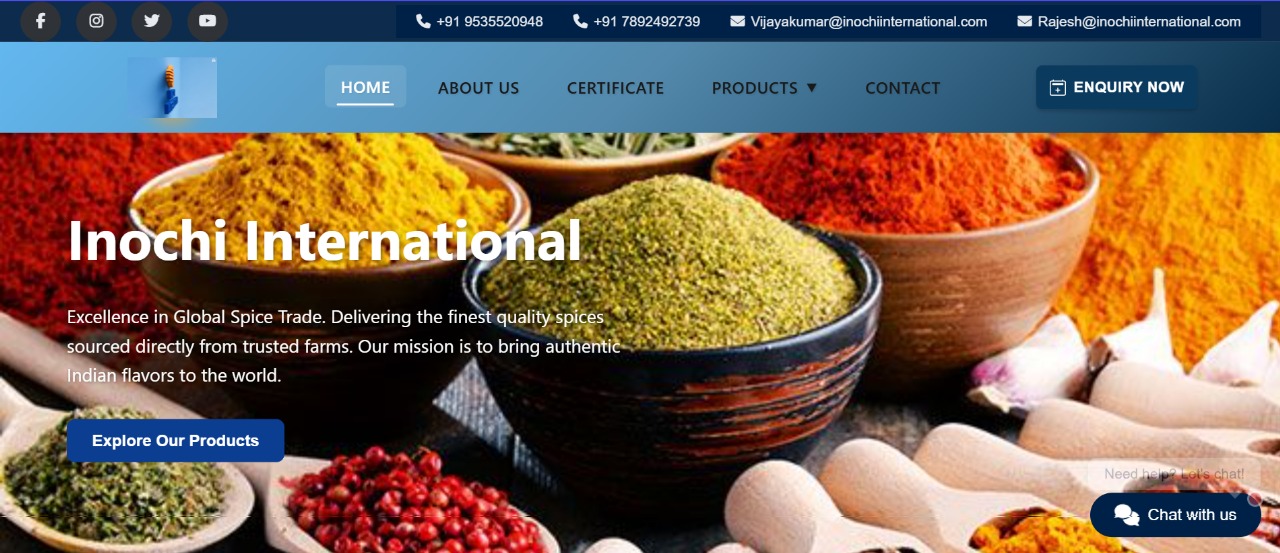 +91 9535520948
+91 7892492739
Vijayakumar@inochiinternational.com
Rajesh@inochiinternational.com
HOME
ABOUT US
CERTIFICATE
PRODUCTS ▼
CONTACT
ENQUIRY NOW
Inochi International
Excellence in Global Spice Trade. Delivering the finest quality spices
sourced directly from trusted farms. Our mission is to bring authentic
Indian flavors to the world.
Explore Our Products
Need help? Let's chat!
Chat with us